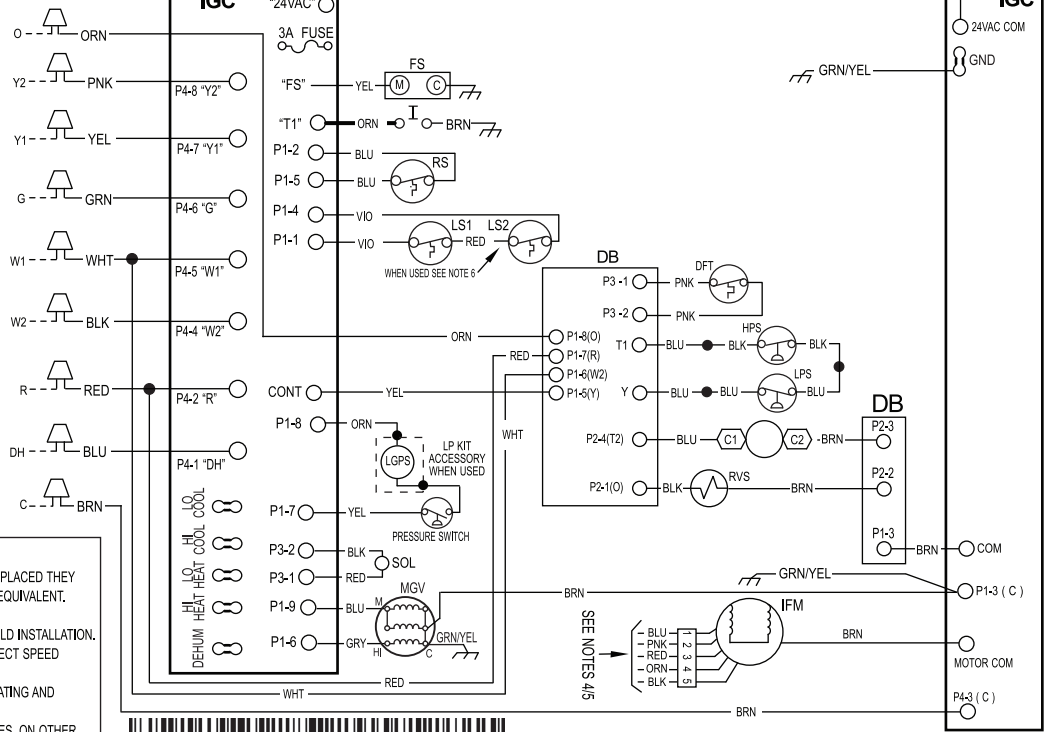 IGC
"24VAC"
IGC
24VAC COM
GND
GRN/YEL
O
ORN
3A FUSE
Y2
PNK
P4-8 "Y2"
"FS"
YEL
FS
M
C
"T1"
ORN
I
BRN
Y1
YEL
P4-7 "Y1"
P1-2
BLU
RS
P1-5
BLU
G
GRN
P4-6 "G"
P1-4
VIO
P1-1
VIO
LS1
RED
LS2
WHEN USED SEE NOTE 6
W1
WHT
P4-5 "W1"
W2
BLK
P4-4 "W2"
R
RED
P4-2 "R"
DH
BLU
P4-1 "DH"
C
BRN
DB
P3 -1
PNK
DFT
P3 -2
PNK
ORN
P1-8(O)
T1
BLU
BLK
HPS
BLK
RED
P1-7(R)
P1-6(W2)
CONT
YEL
P1-5(Y)
Y
BLU
BLU
LPS
BLU
WHT
P2-4(T2)
BLU
C1
C2
-BRN
P2-1(O)
BLK
RVS
BRN
DB
P2-3
P2-2
P1-3
BRN
COM
P1-8
ORN
LGPS
LP KIT
ACCESSORY
WHEN USED
P1-7
YEL
PRESSURE SWITCH
P3-2
BLK
SOL
P3-1
RED
MGV
P1-9
BLU
M
P1-6
GRY
HI
C
GRN/YEL
BRN
LO
COOL
HI
COOL
LO
HEAT
HI
HEAT
DEHUM
GRN/YEL
P1-3 ( C )
IFM
SEE NOTES 4/5
BLU 1
PNK 2
RED 3
ORN 4
BLK 5
BRN
MOTOR COM
RED
WHT
BRN
P4-3 ( C )
PLACED THEY
EQUIVALENT.
LD INSTALLATION.
ECT SPEED
ATING AND